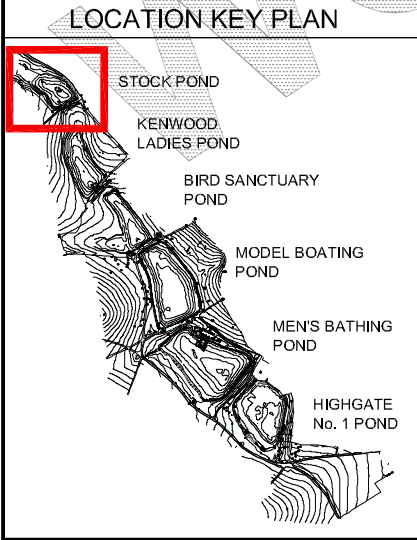 LOCATION KEY PLAN
STOCK POND
KENWOOD
LADIES POND
BIRD SANCTUARY
POND
MODEL BOATING
POND
MEN'S BATHING
POND
HIGHGATE
No. 1 POND